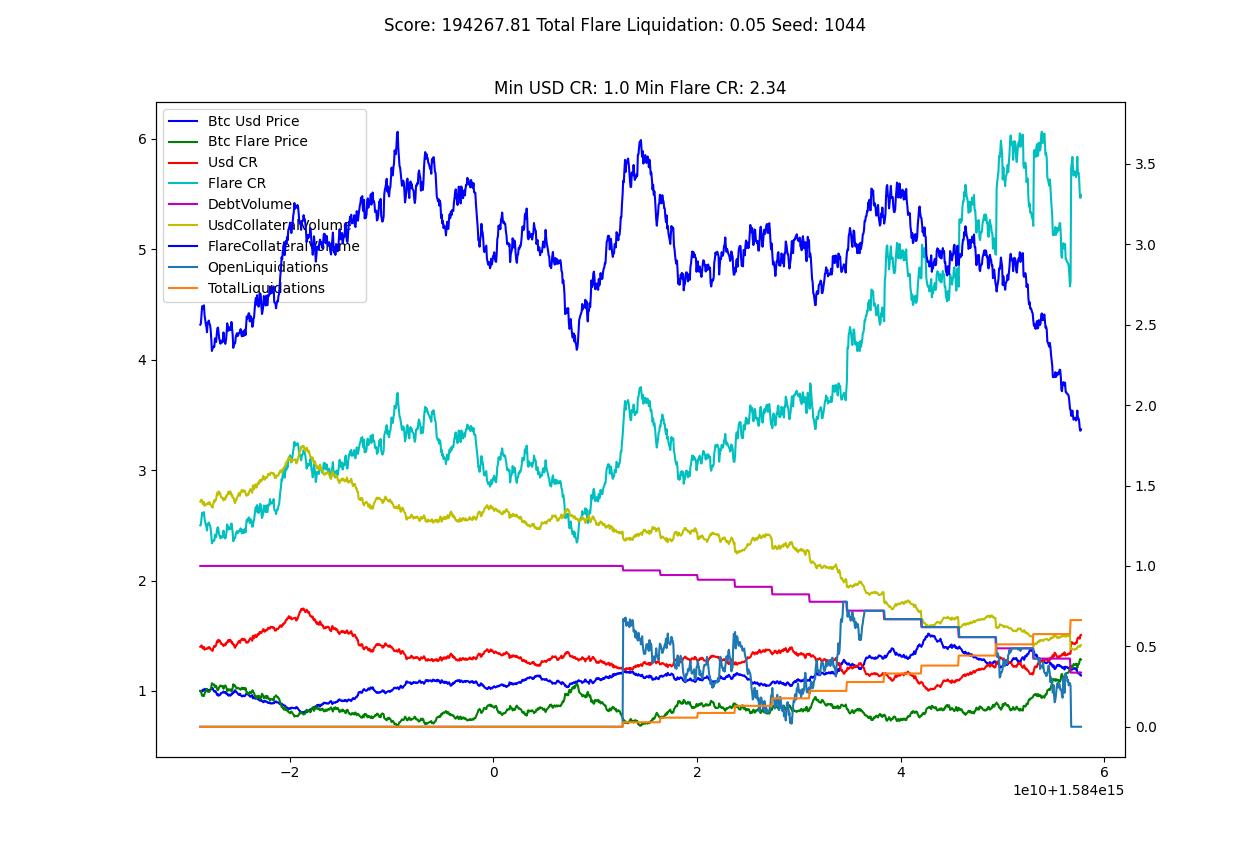 Score: 194267.81 Total Flare Liquidation: 0.05 Seed: 1044
Min USD CR: 1.0 Min Flare CR: 2.34
Btc Usd Price
Btc Flare Price
Usd CR
Flare CR
DebtVolume
UsdCollateralVolume
FlareCollateralVolume
OpenLiquidations
TotalLiquidations
6
5
4
3
2
1
3.5
3.0
2.5
2.0
1.5
1.0
0.5
0.0
−2
0
2
4
6
1e10+1.584e15